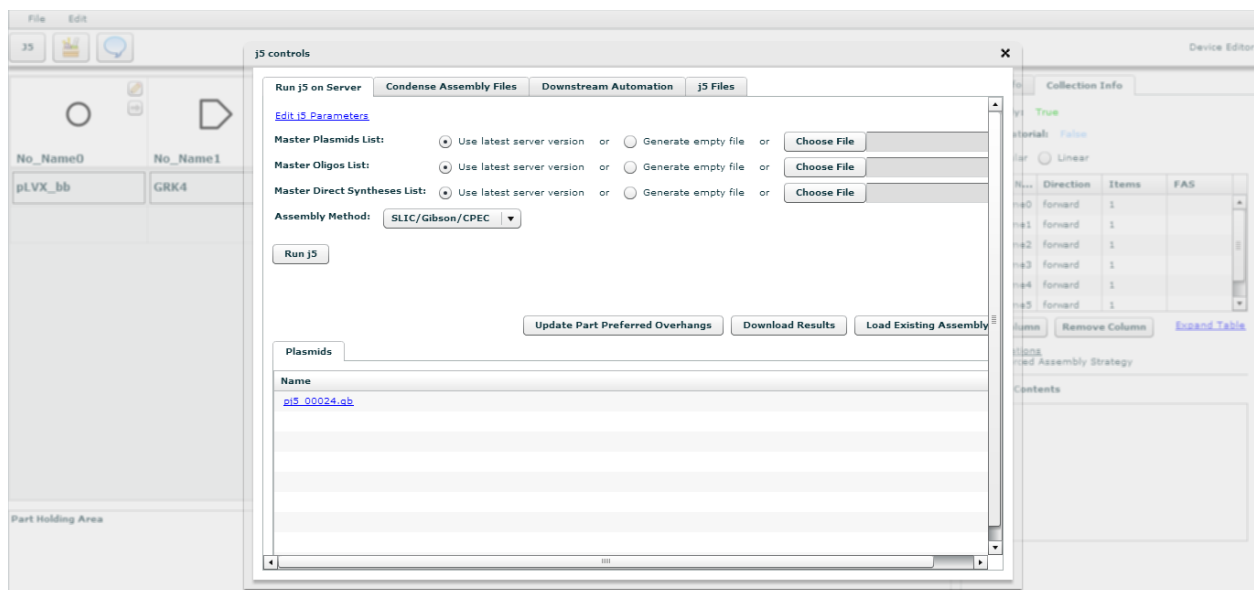 File Edit
J5
Device Editor
j5 controls
Run j5 on Server Condense Assembly Files Downstream Automation j5 Files
Collection Info
Edit j5 Parameters
True
Master Plasmids List: Use latest server version or Generate empty file or Choose File
False
Master Oligos List: Use latest server version or Generate empty file or Choose File
No_Name0 No_Name1
Linear
pLVX_bb GRK4
Master Direct Syntheses List: Use latest server version or Generate empty file or Choose File
N... Direction Items FAS
forward 1
Assembly Method: SLIC/Gibson/CPEC
forward 1
forward 1
Run j5
forward 1
forward 1
forward 1
Update Part Preferred Overhangs Download Results Load Existing Assembly
Remove Column Expand Table
Assembly Strategy
Plasmids
Name
Contents
pj5_00024.gb
Part Holding Area